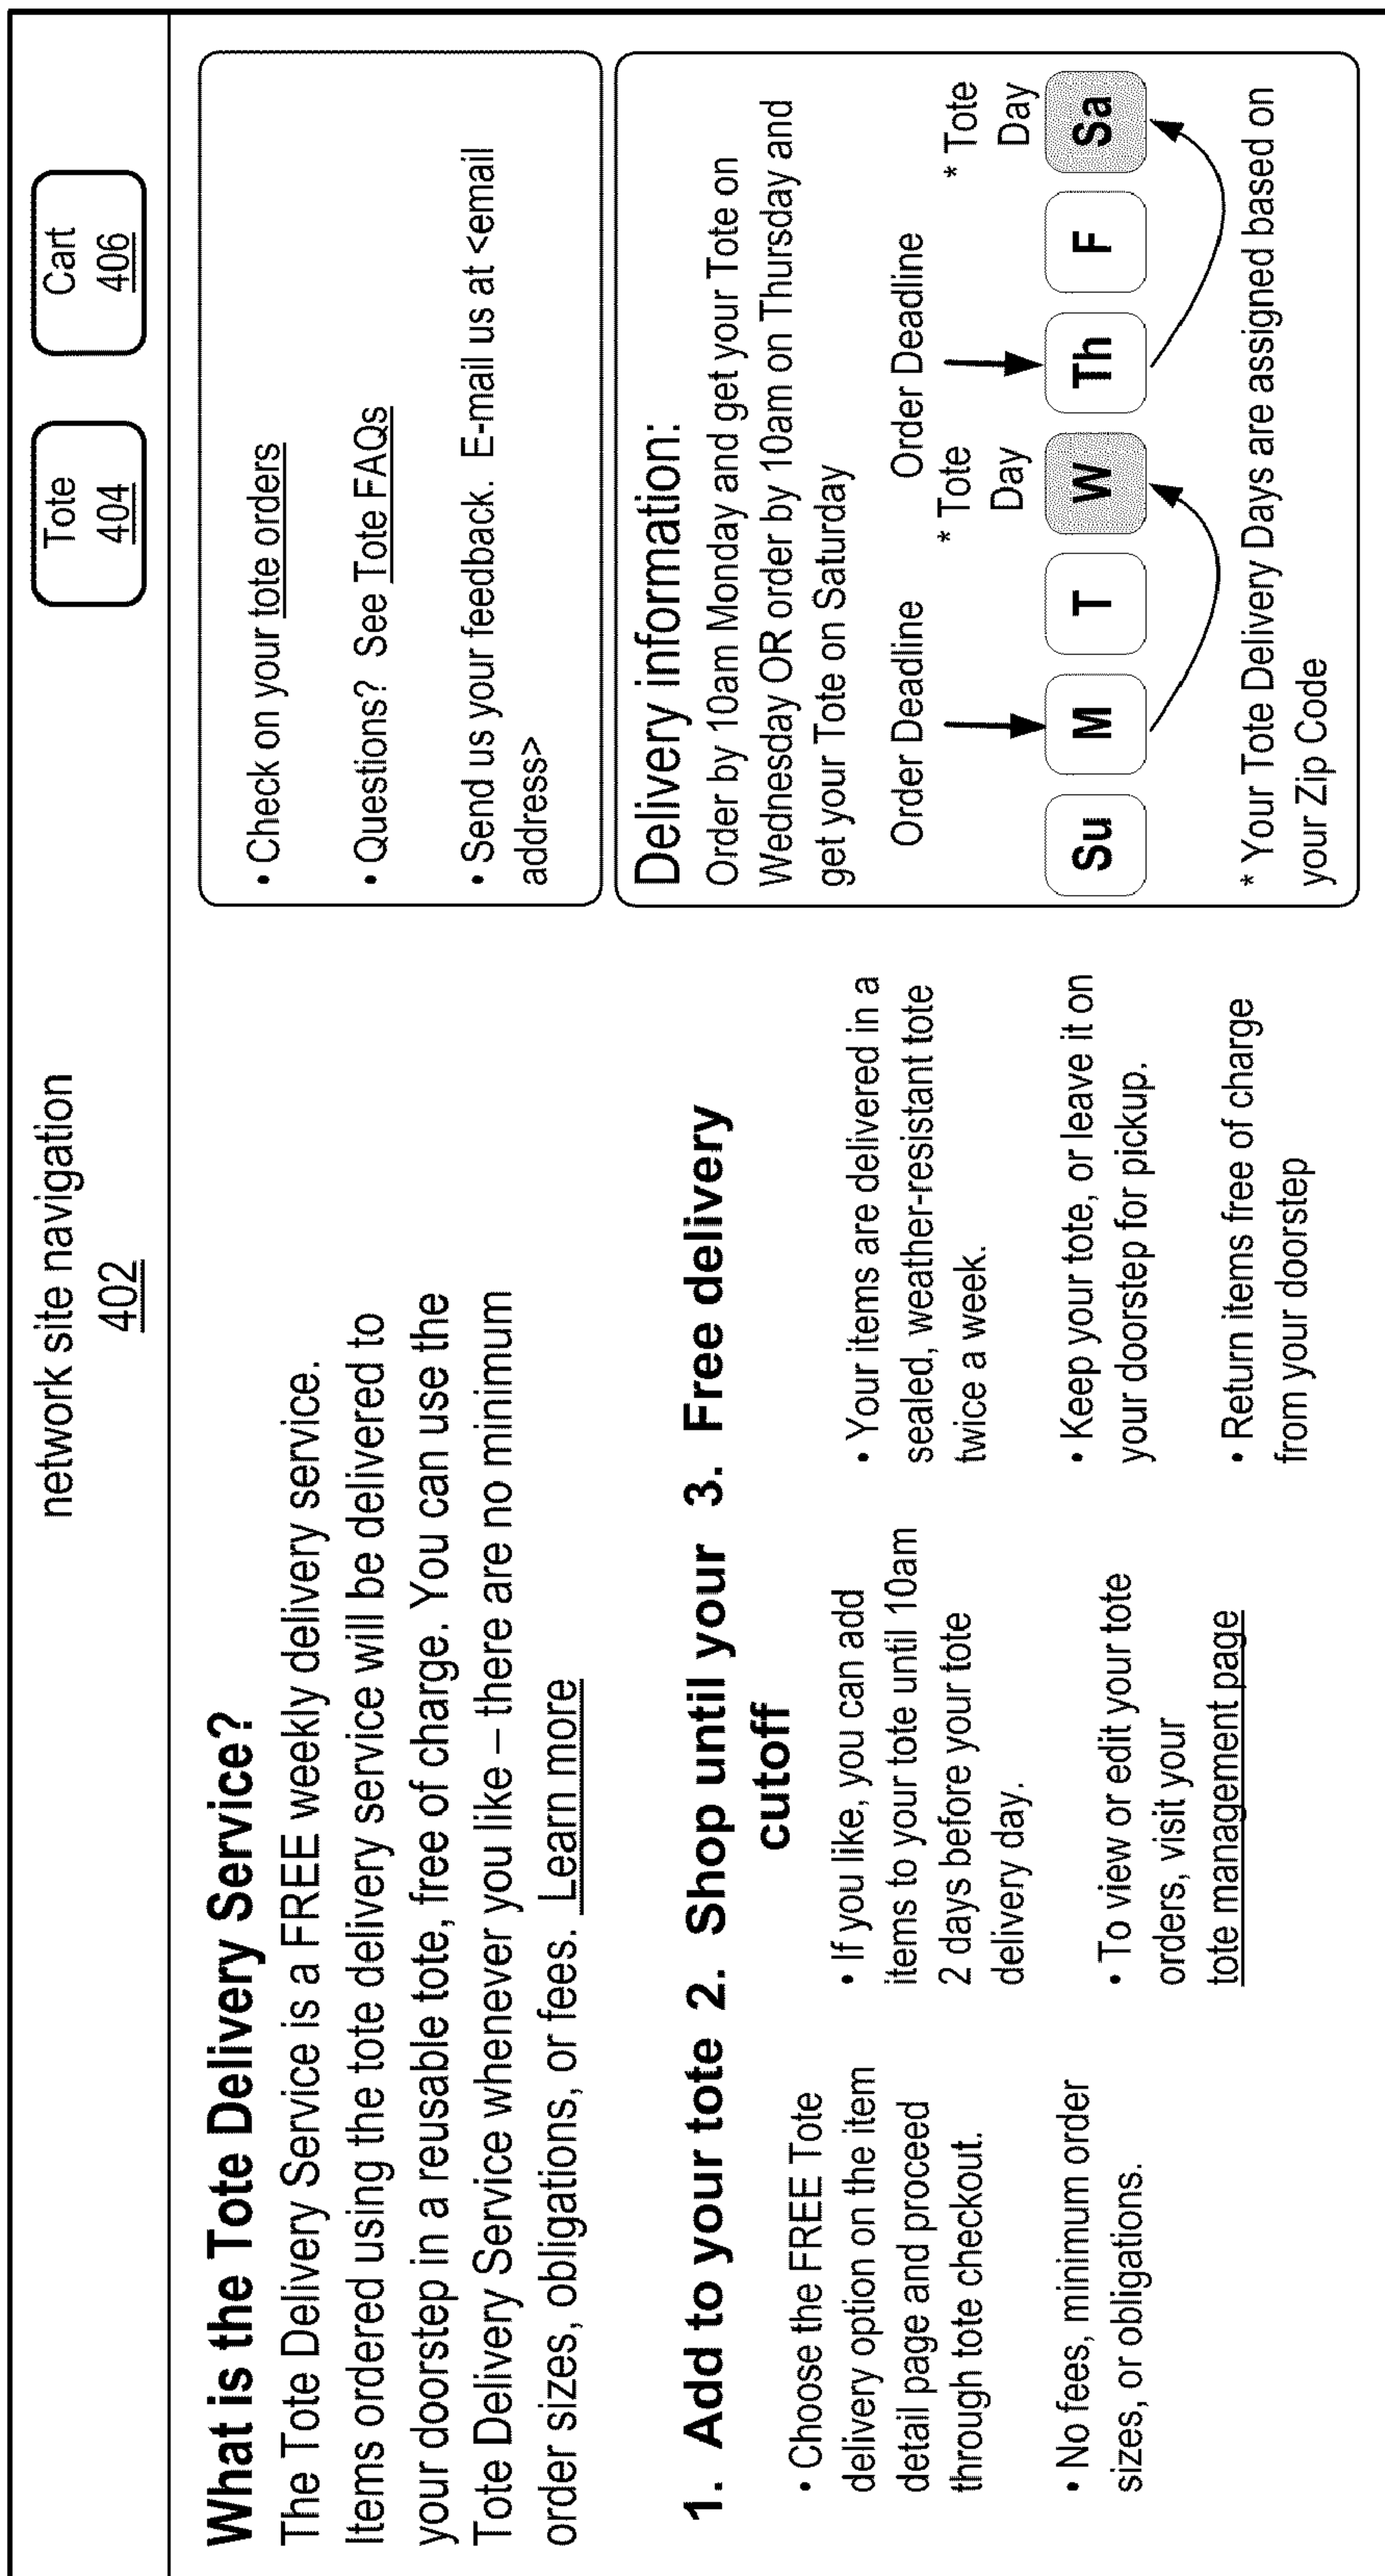 network site navigation
402
Tote
404
Cart
406
What is the Tote Delivery Service?
The Tote Delivery Service is a FREE weekly delivery service.
Items ordered using the tote delivery service will be delivered to
your doorstep in a reusable tote, free of charge. You can use the
Tote Delivery Service whenever you like – there are no minimum
order sizes, obligations, or fees. Learn more
1. Add to your tote
• Choose the FREE Tote
delivery option on the item
detail page and proceed
through tote checkout.
• No fees, minimum order
sizes, or obligations.
2. Shop until your
cutoff
• If you like, you can add
items to your tote until 10am
2 days before your tote
delivery day.
• To view or edit your tote
orders, visit your
tote management page
3. Free delivery
• Your items are delivered in a
sealed, weather-resistant tote
twice a week.
• Keep your tote, or leave it on
your doorstep for pickup.
• Return items free of charge
from your doorstep
• Check on your tote orders
• Questions? See Tote FAQs
• Send us your feedback. E-mail us at <email
address>
Delivery information:
Order by 10am Monday and get your Tote on
Wednesday OR order by 10am on Thursday and
get your Tote on Saturday
Order Deadline
* Tote
Day
Order Deadline
* Tote
Day
Su M T W Th F Sa
* Your Tote Delivery Days are assigned based on
your Zip Code